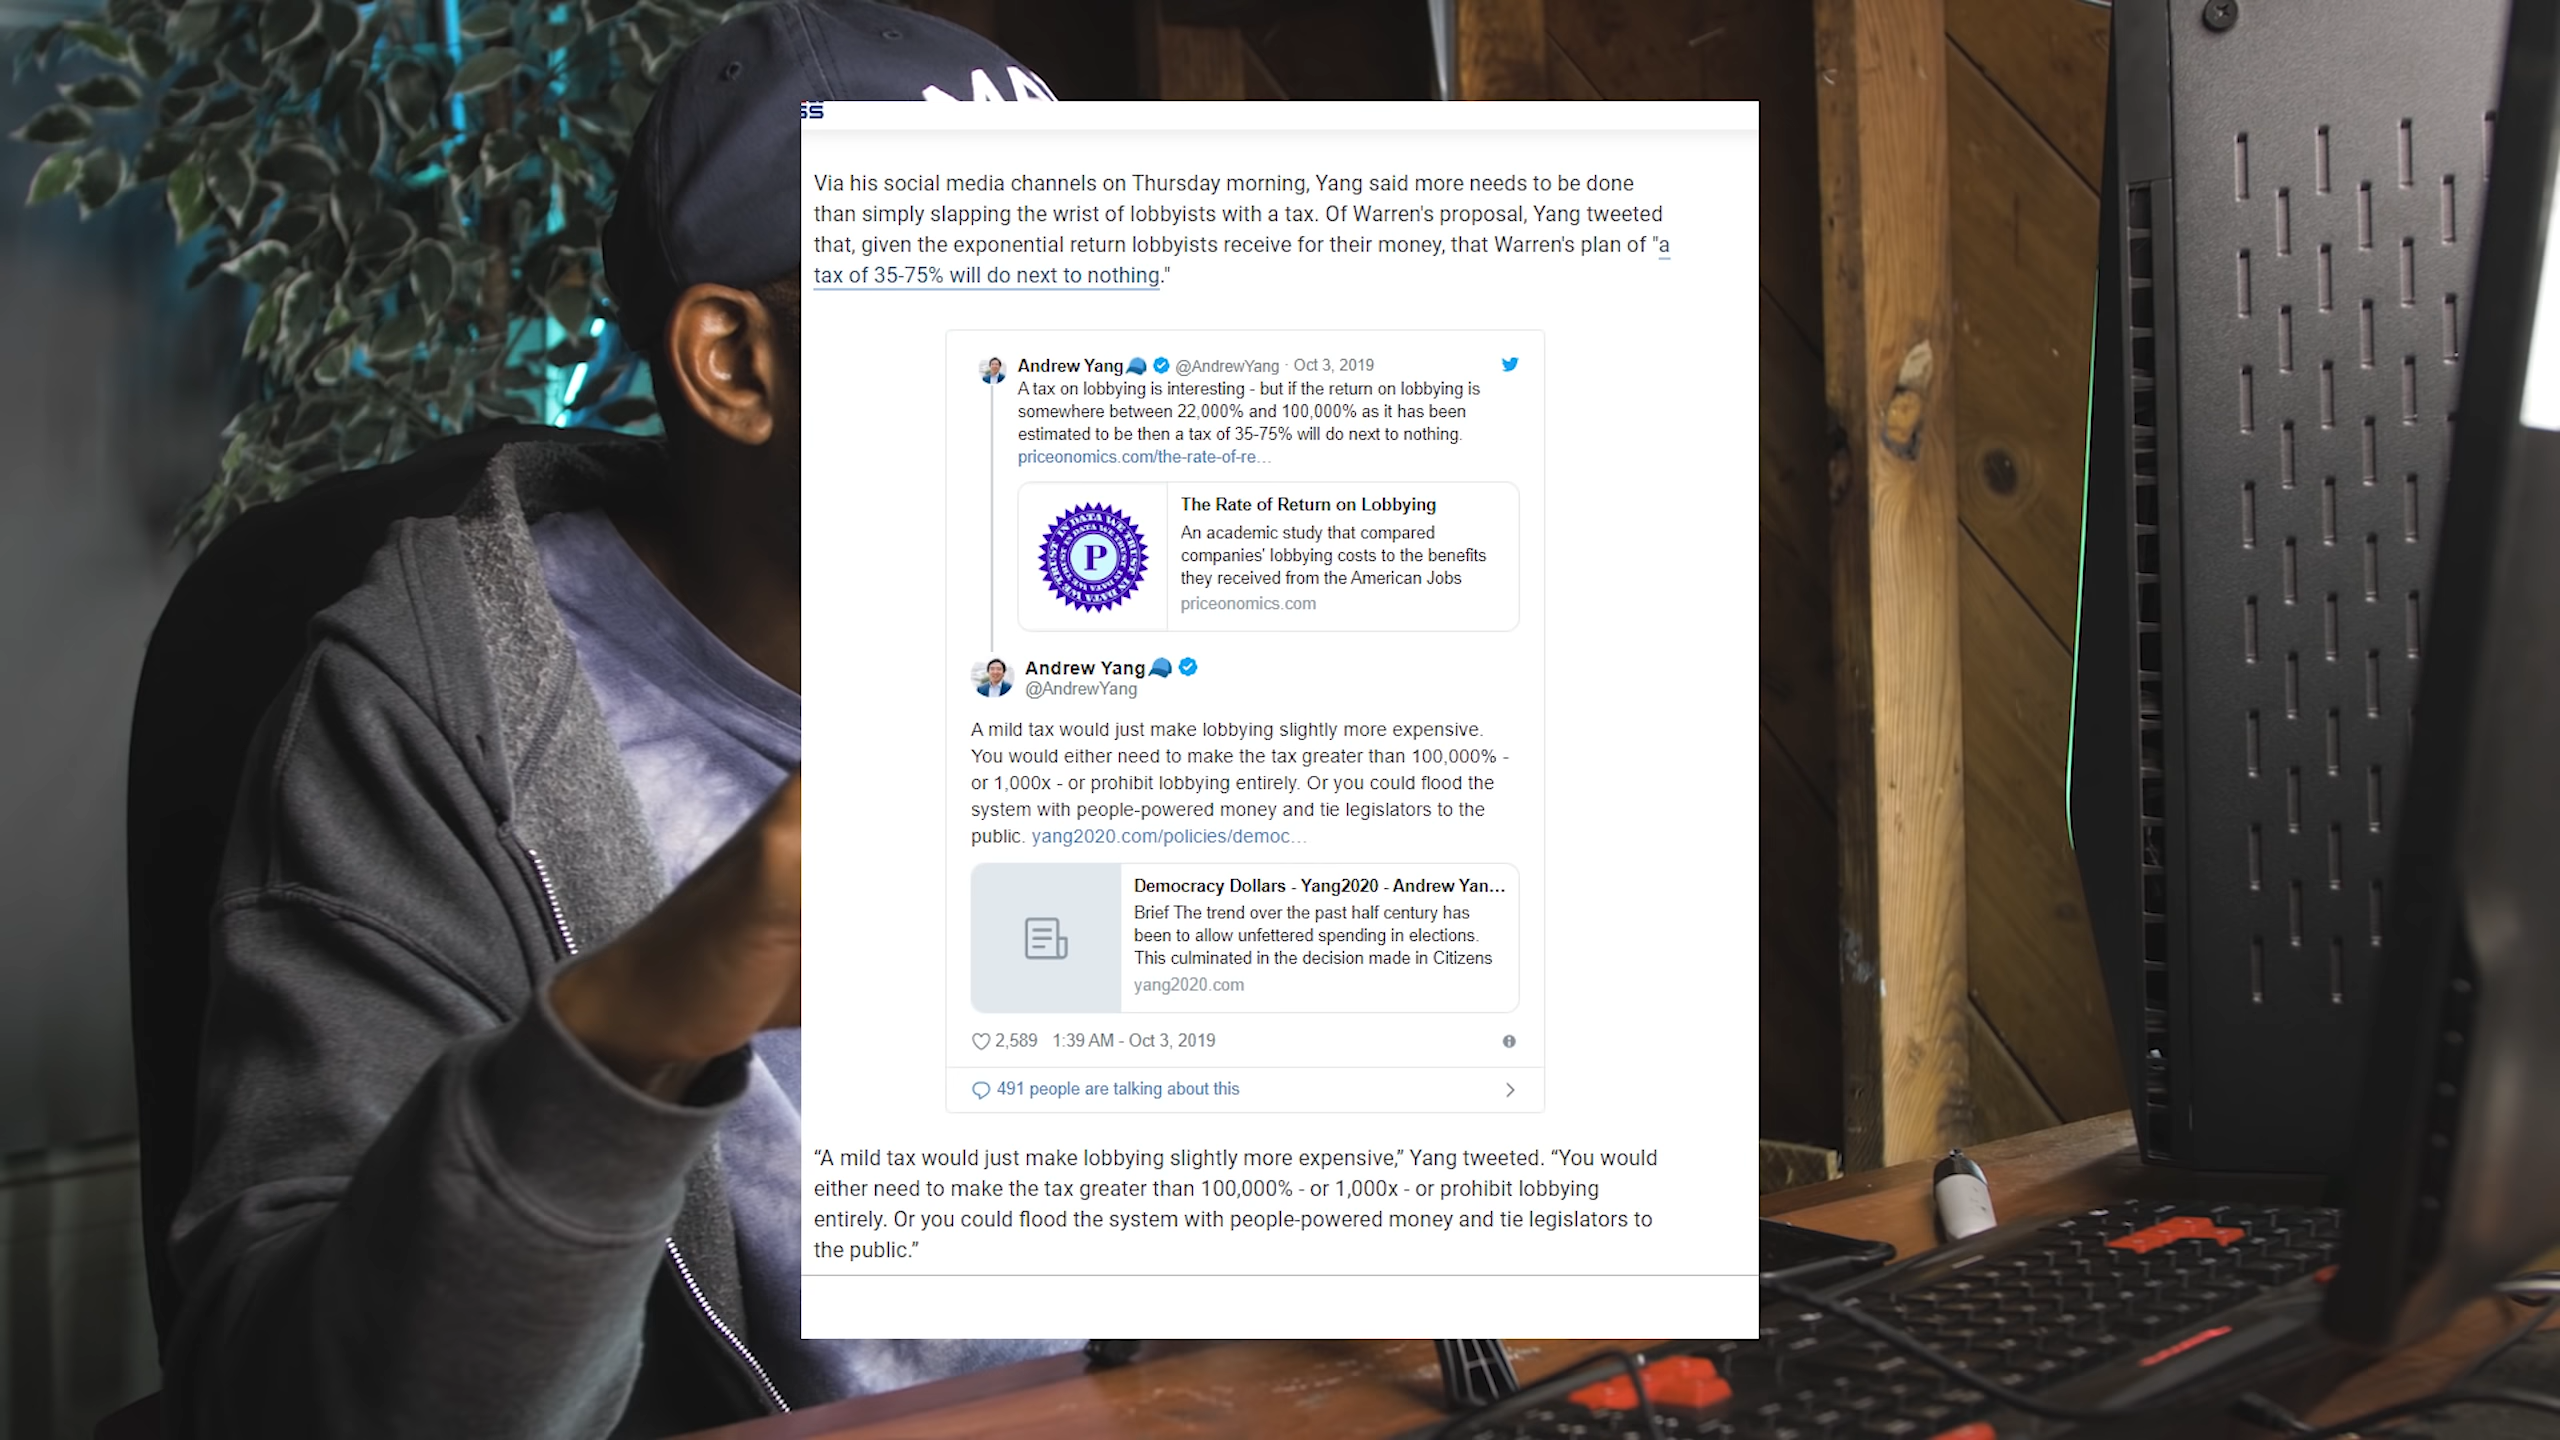 SS
Via his social media channels on Thursday morning, Yang said more needs to be done
than simply slapping the wrist of lobbyists with a tax. Of Warren's proposal, Yang tweeted
that, given the exponential return lobbyists receive for their money, that Warren's plan of "a
tax of 35-75% will do next to nothing."
Andrew Yang @AndrewYang · Oct 3, 2019
A tax on lobbying is interesting - but if the return on lobbying is
somewhere between 22,000% and 100,000% as it has been
estimated to be then a tax of 35-75% will do next to nothing.
priceonomics.com/the-rate-of-re…
The Rate of Return on Lobbying
An academic study that compared
companies' lobbying costs to the benefits
they received from the American Jobs
priceonomics.com
P
Andrew Yang
@AndrewYang
A mild tax would just make lobbying slightly more expensive.
You would either need to make the tax greater than 100,000% -
or 1,000x - or prohibit lobbying entirely. Or you could flood the
system with people-powered money and tie legislators to the
public. yang2020.com/policies/democ…
Democracy Dollars - Yang2020 - Andrew Yan...
Brief The trend over the past half century has
been to allow unfettered spending in elections.
This culminated in the decision made in Citizens
yang2020.com
2,589 1:39 AM - Oct 3, 2019
491 people are talking about this
“A mild tax would just make lobbying slightly more expensive,” Yang tweeted. “You would
either need to make the tax greater than 100,000% - or 1,000x - or prohibit lobbying
entirely. Or you could flood the system with people-powered money and tie legislators to
the public.”